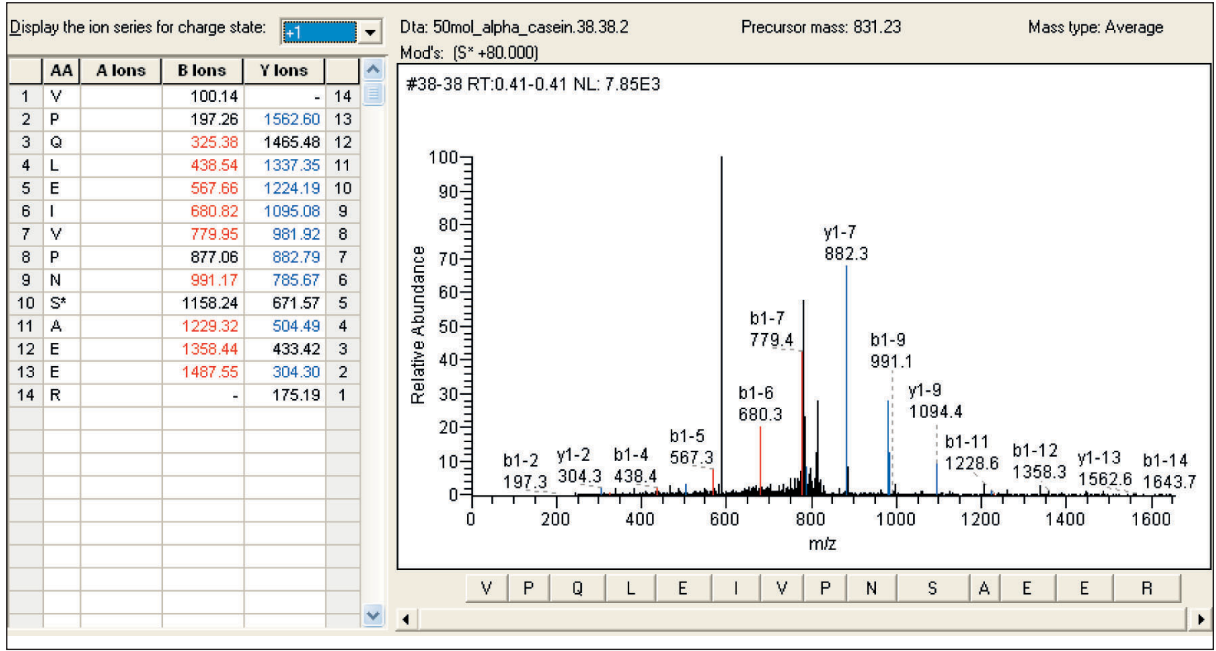 Display the ion series for charge state: +1
Dta: 50mol_alpha_casein.38.38.2 Precursor mass: 831.23 Mass type: Average
Mod's: (S* +80.000)
AA A Ions B Ions Y Ions
1 V 100.14 - 14
2 P 197.26 1562.60 13
3 Q 325.38 1465.48 12
4 L 438.54 1337.35 11
5 E 567.66 1224.19 10
6 I 680.82 1095.08 9
7 V 779.95 981.92 8
8 P 877.06 882.79 7
9 N 991.17 785.67 6
10 S* 1158.24 671.57 5
11 A 1229.32 504.49 4
12 E 1358.44 433.42 3
13 E 1487.55 304.30 2
14 R - 175.19 1
#38-38 RT:0.41-0.41 NL: 7.85E3
Relative Abundance
100
90
80
70
60
50
40
30
20
10
0
b1-2
197.3
y1-2
304.3
b1-4
438.4
b1-5
567.3
b1-6
680.3
b1-7
779.4
y1-7
882.3
b1-9
991.1
y1-9
1094.4
b1-11
1228.6
b1-12
1358.3
y1-13
1562.6
b1-14
1643.7
0 200 400 600 800 1000 1200 1400 1600
m/z
V P Q L E I V P N S A E E R